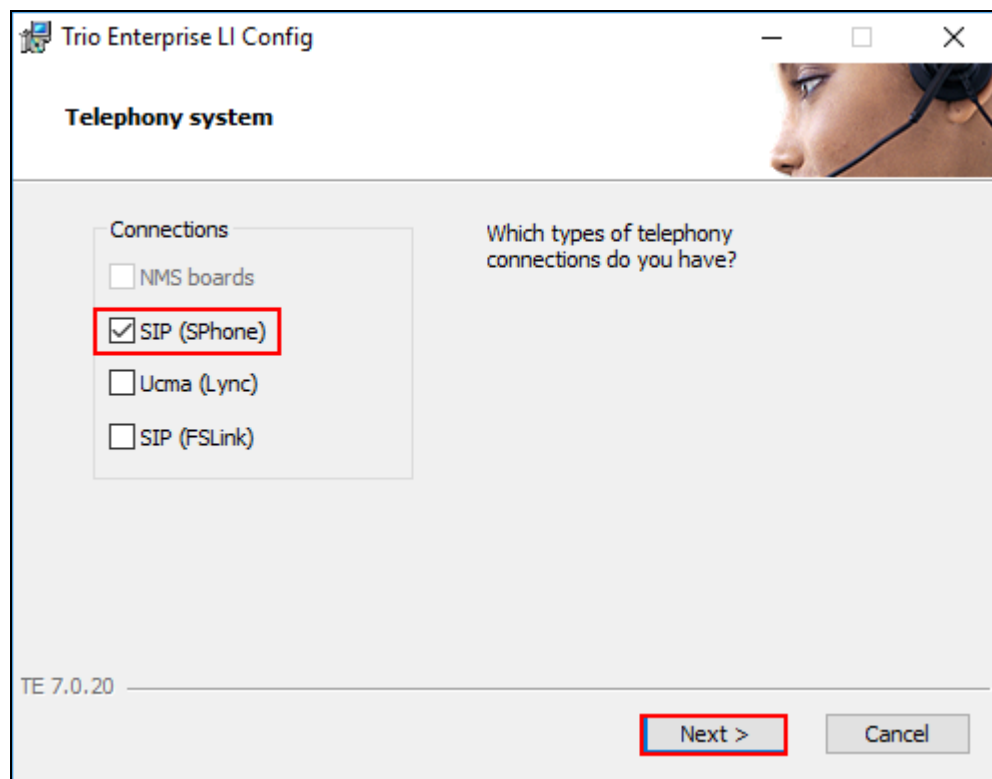 Trio Enterprise LI Config
Telephony system
Connections
NMS boards
SIP (SPhone)
Ucma (Lync)
SIP (FSLink)
Which types of telephony
connections do you have?
TE 7.0.20
Next >
Cancel